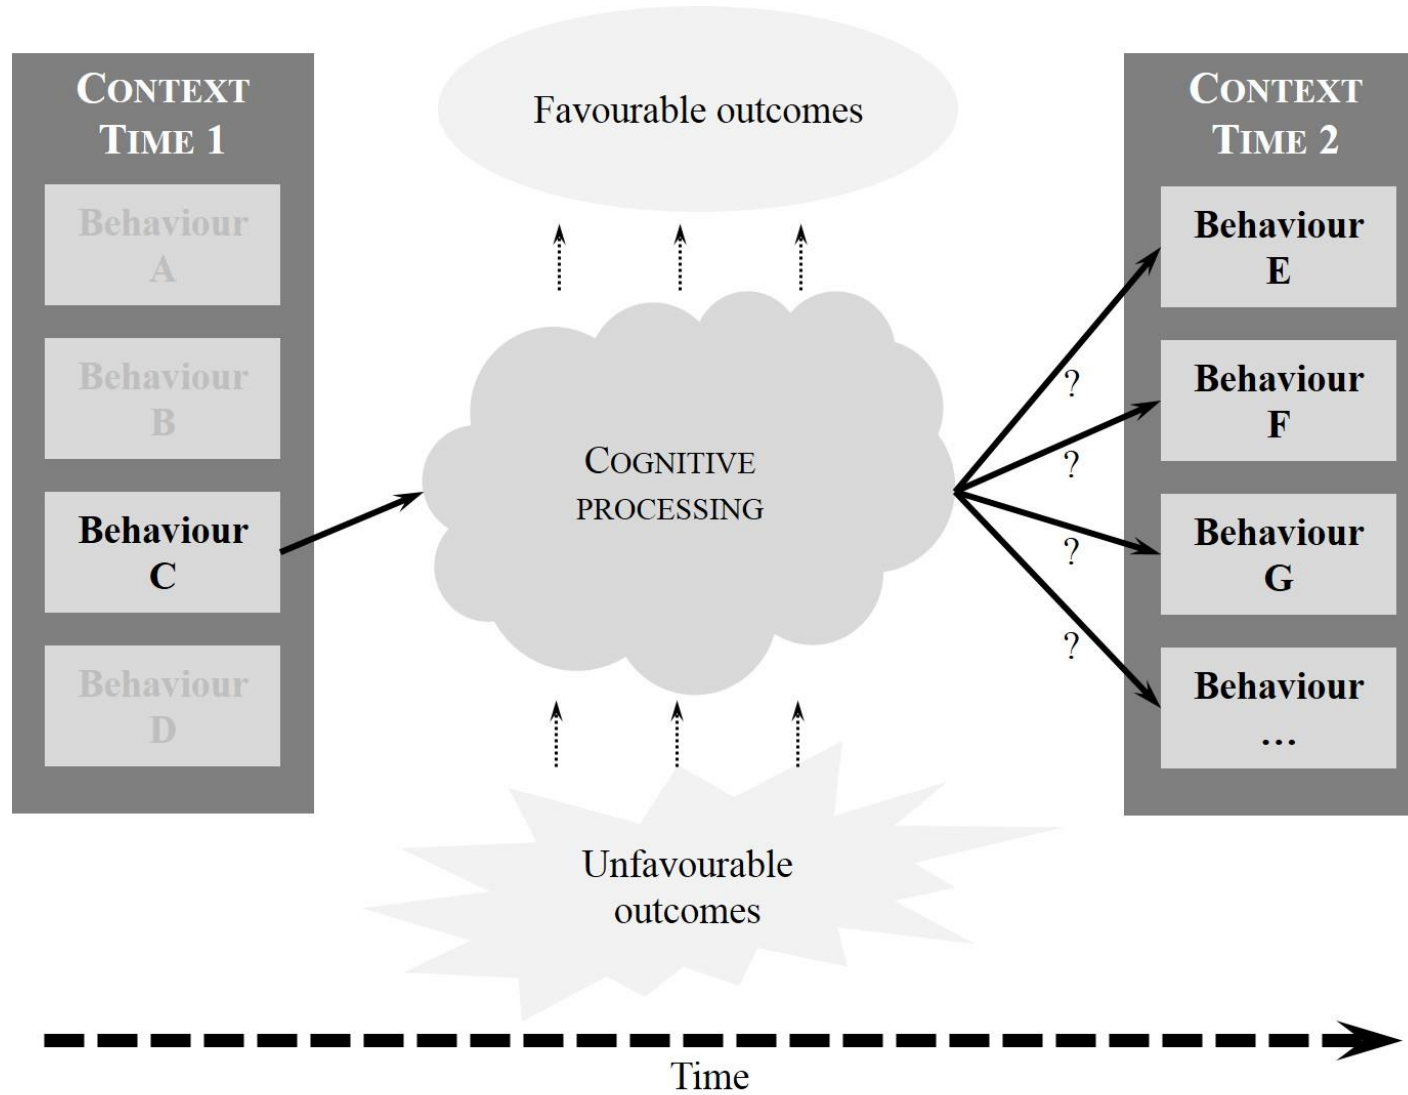 CONTEXT
TIME 1
Behaviour
A
Behaviour
B
Behaviour
C
Behaviour
D
Favourable outcomes
COGNITIVE
PROCESSING
Unfavourable
outcomes
?
?
?
?
CONTEXT
TIME 2
Behaviour
E
Behaviour
F
Behaviour
G
Behaviour
...
Time